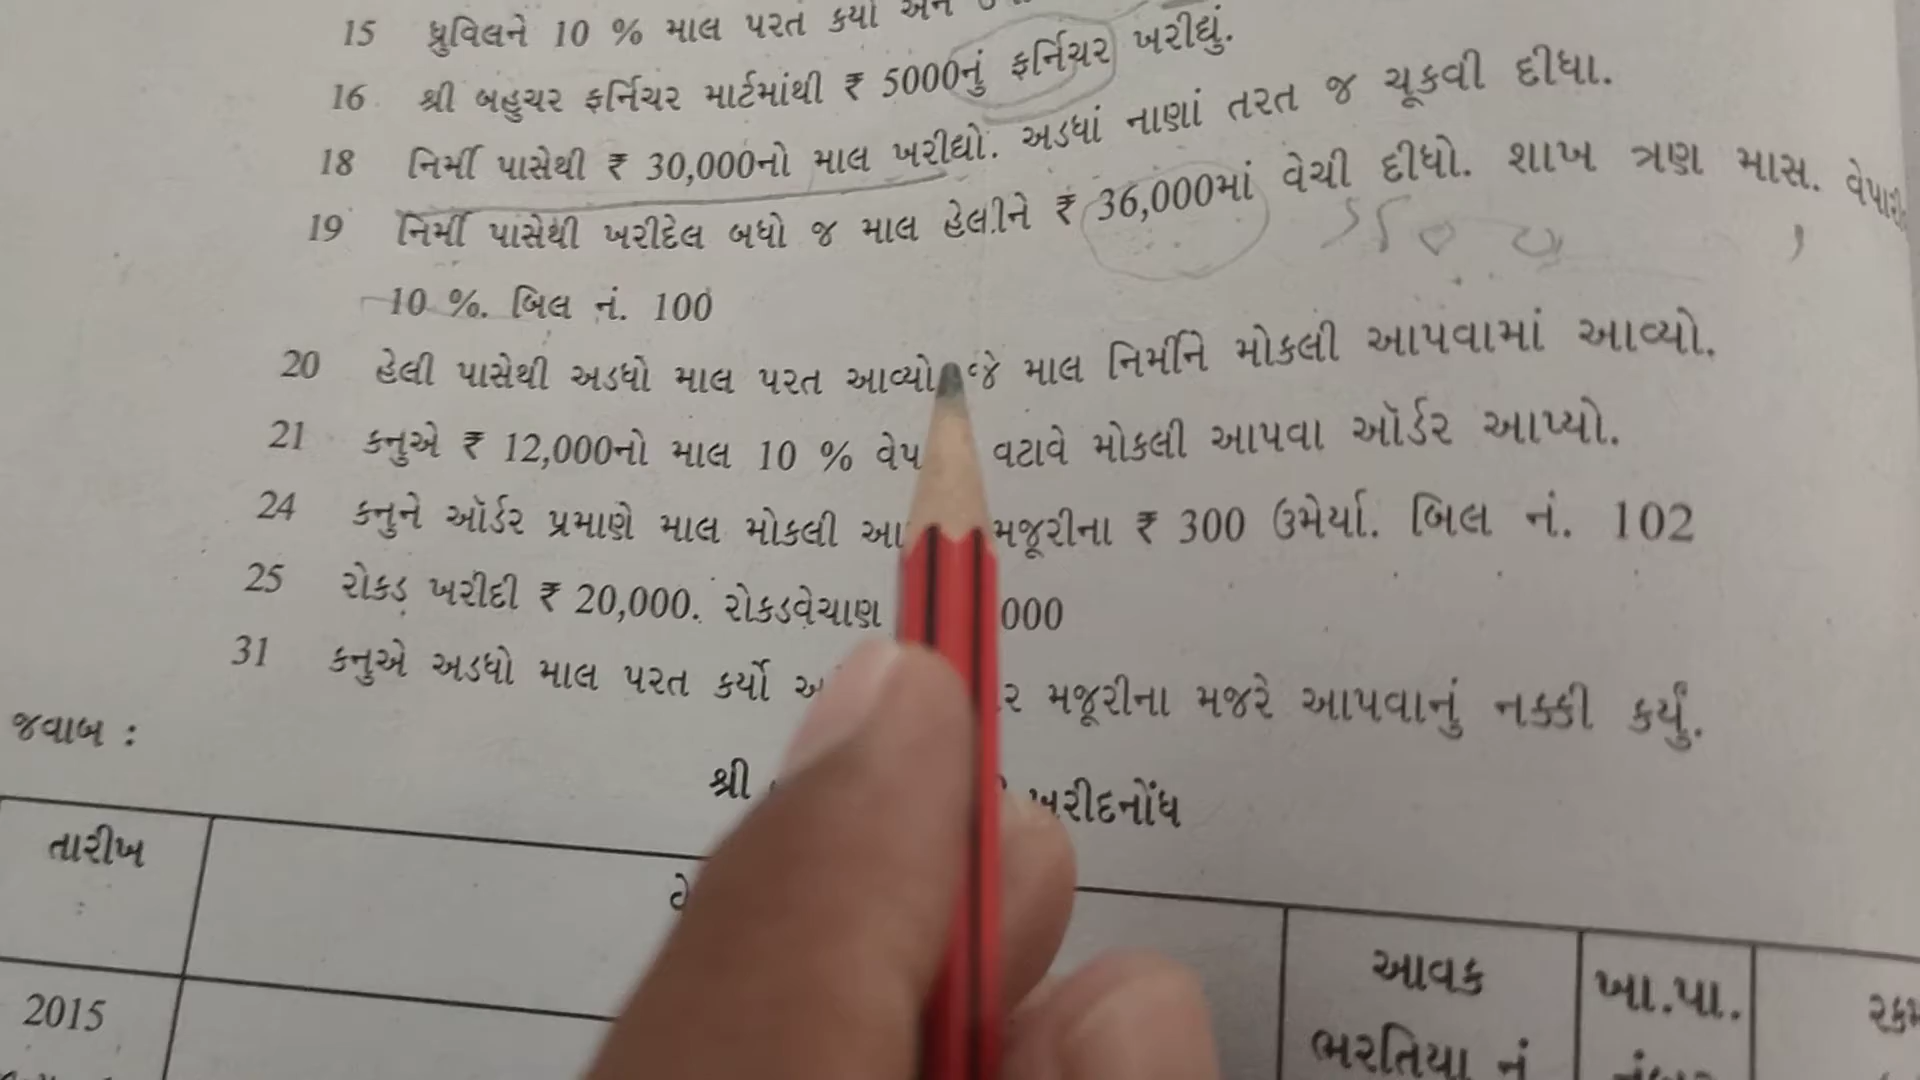 15 ધ્રુવિલને 10 % માલ પરત કર્યો અને
16 શ્રી બહુચર ફર્નિચર માર્ટમાંથી ₹ 5000નું ફર્નિચર ખરીદ્યું.
18 નિર્મી પાસેથી ₹ 30,000નો માલ ખરીદ્યો. અડધાં નાણાં તરત જ ચૂકવી દીધા.
19 નિર્મી પાસેથી ખરીદેલ બધો જ માલ હેલીને ₹ 36,000માં વેચી દીધો. શાખ ત્રણ માસ.
10 %. બિલ નં. 100
20 હેલી પાસેથી અડધો માલ પરત આવ્યો જે માલ નિર્મીને મોકલી આપવામાં આવ્યો.
21 કનુએ ₹ 12,000નો માલ 10 % વટાવે મોકલી આપવા ઑર્ડર આપ્યો.
24 કનુને ઑર્ડર પ્રમાણે માલ મોકલી મજૂરીના ₹ 300 ઉમેર્યા. બિલ નં. 102
25 રોકડ ખરીદી ₹ 20,000. રોકડવેચાણ 000
31 કનુએ અડધો માલ પરત કર્યો મજૂરીના મજરે આપવાનું નક્કી કર્યું.
જવાબ :
શ્રી ખરીદનોંધ
તારીખ
આવક ખા.પા.
2015 ભરતિયા નં